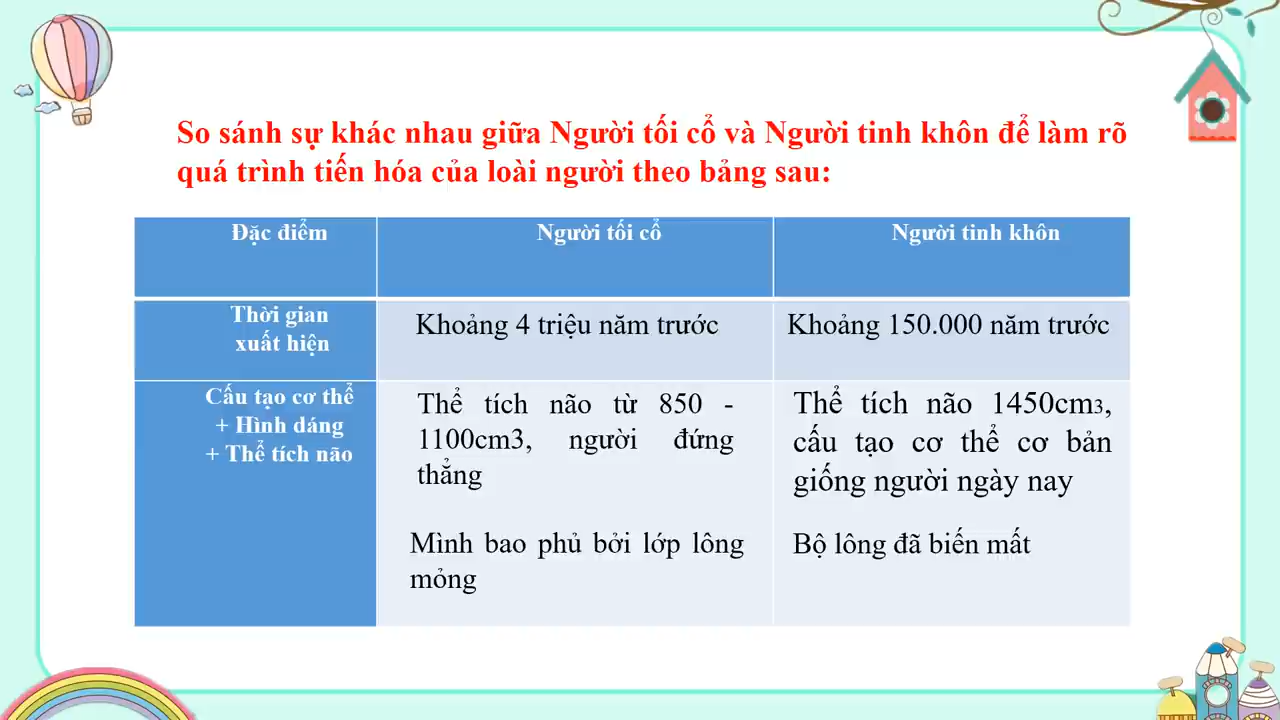 So sánh sự khác nhau giữa Người tối cổ và Người tinh khôn để làm rõ
quá trình tiến hóa của loài người theo bảng sau:
Đặc điểm
Người tối cổ
Người tinh khôn
Thời gian
xuất hiện
Khoảng 4 triệu năm trước
Khoảng 150.000 năm trước
Cấu tạo cơ thể
+ Hình dáng
+ Thể tích não
Thể tích não từ 850 -
1100cm3, người đứng
thẳng
Mình bao phủ bởi lớp lông
mỏng
Thể tích não 1450cm3,
cấu tạo cơ thể cơ bản
giống người ngày nay
Bộ lông đã biến mất